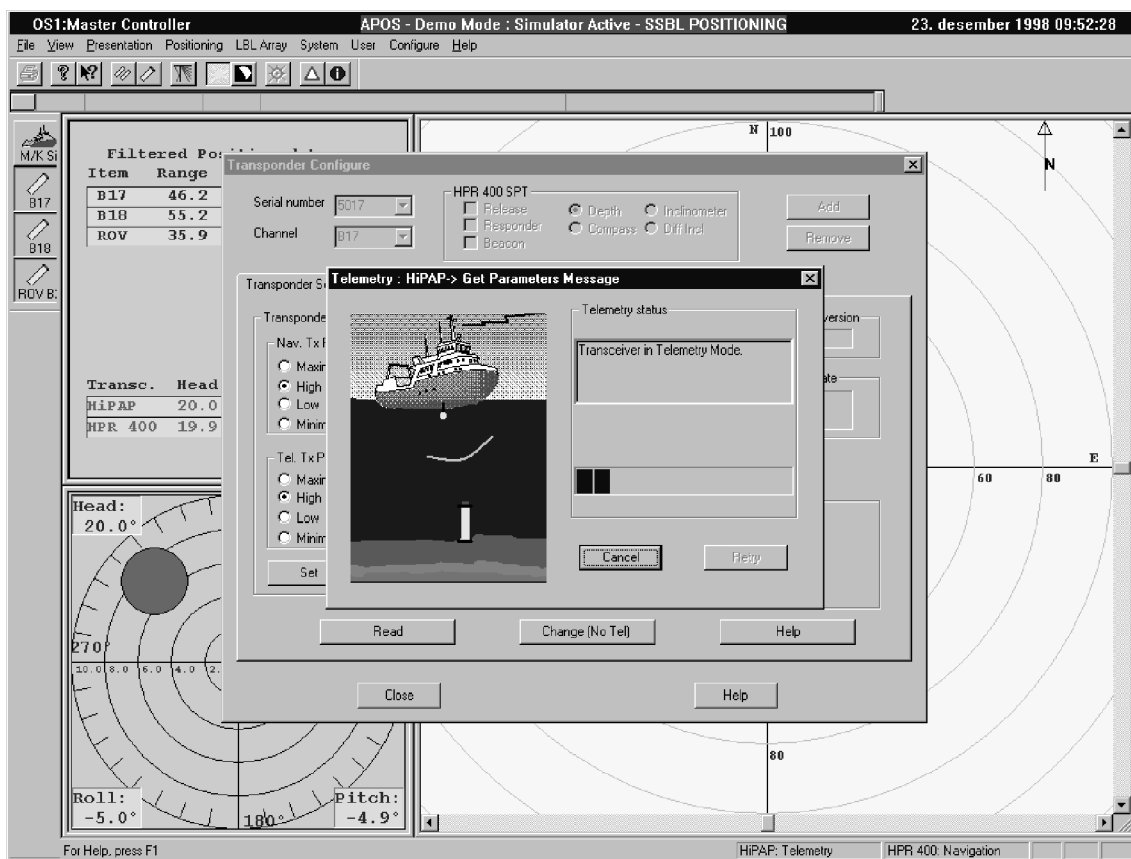 OS1:Master Controller APOS - Demo Mode : Simulator Active - SSBL POSITIONING 23. desember 1998 09:52:28
File View Presentation Positioning LBL Array System User Configure Help
M/K Si
B17
B18
ROV B:
Filtered Po
Item Range
B17 46.2
B18 55.2
ROV 35.9
Transc. Head
HiPAP 20.0
HPR 400 19.9
Head:
20.0°
270°
10.0 8.0 6.0 4.0 2.
180°
Roll:
-5.0°
Pitch:
-4.9°
N 100
N
E
60 80
80
Transponder Configure
Serial number 5017
Channel B17
HPR 400 SPT
Release
Responder
Beacon
Depth Inclinometer
Compass Diff Incl
Add
Remove
Transponder S
Transponde
Nav. Tx P
Maxim
High
Low
Minim
Tel. Tx P
Maxim
High
Low
Minim
Set
version
ate
Telemetry : HiPAP-> Get Parameters Message
Telemetry status
Transceiver in Telemetry Mode.
Cancel Retry
Read Change (No Tel) Help
Close Help
For Help, press F1 HiPAP: Telemetry HPR 400: Navigation